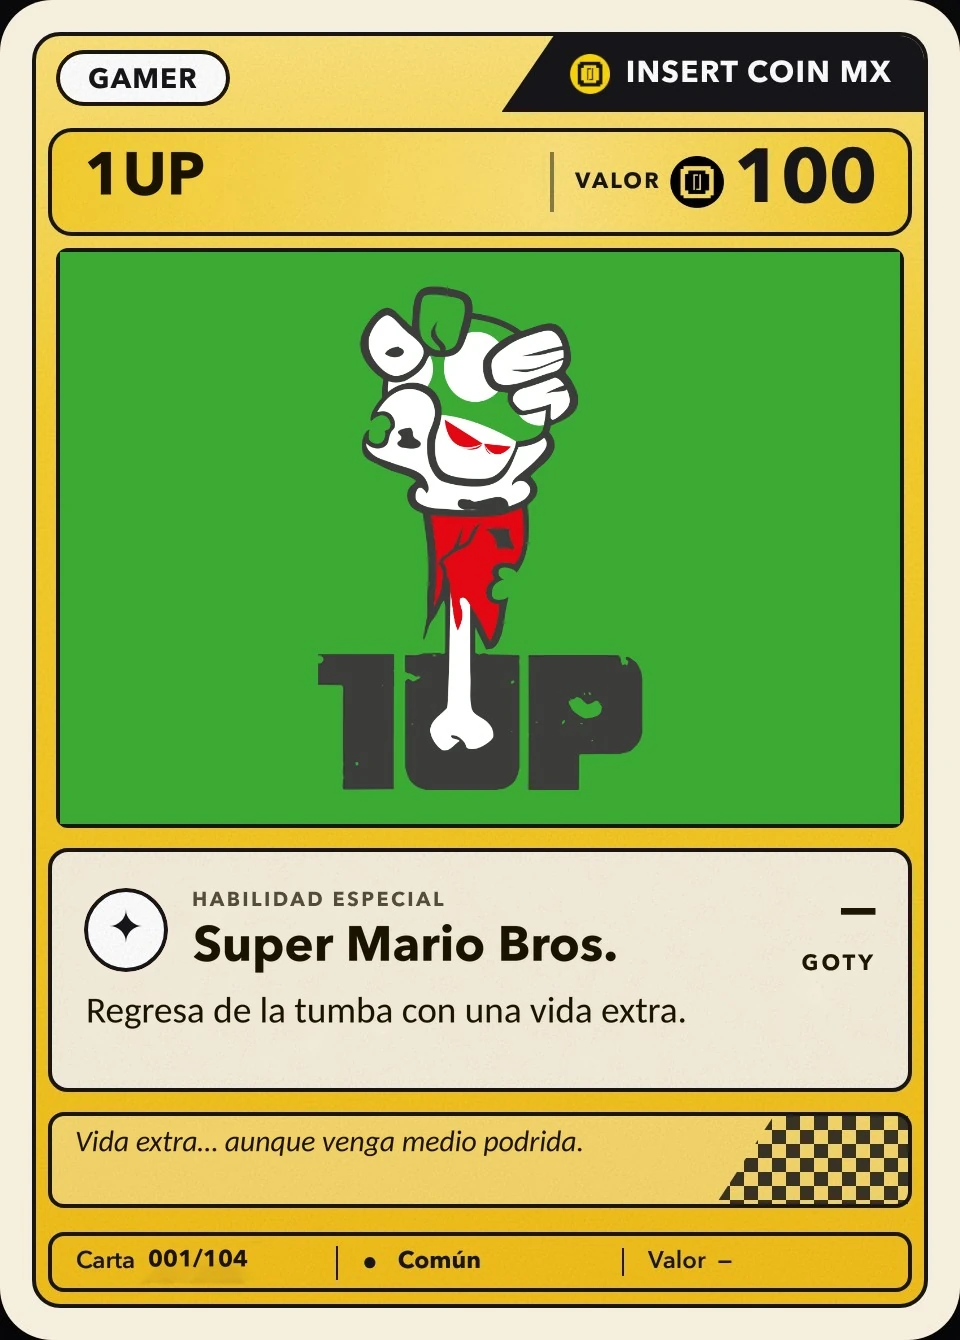 GAMER
INSERT COIN MX
1UP
VALOR 100
1UP
HABILIDAD ESPECIAL
Super Mario Bros.
–
GOTY
Regresa de la tumba con una vida extra.
Vida extra... aunque venga medio podrida.
Carta 001/104 • Común Valor –